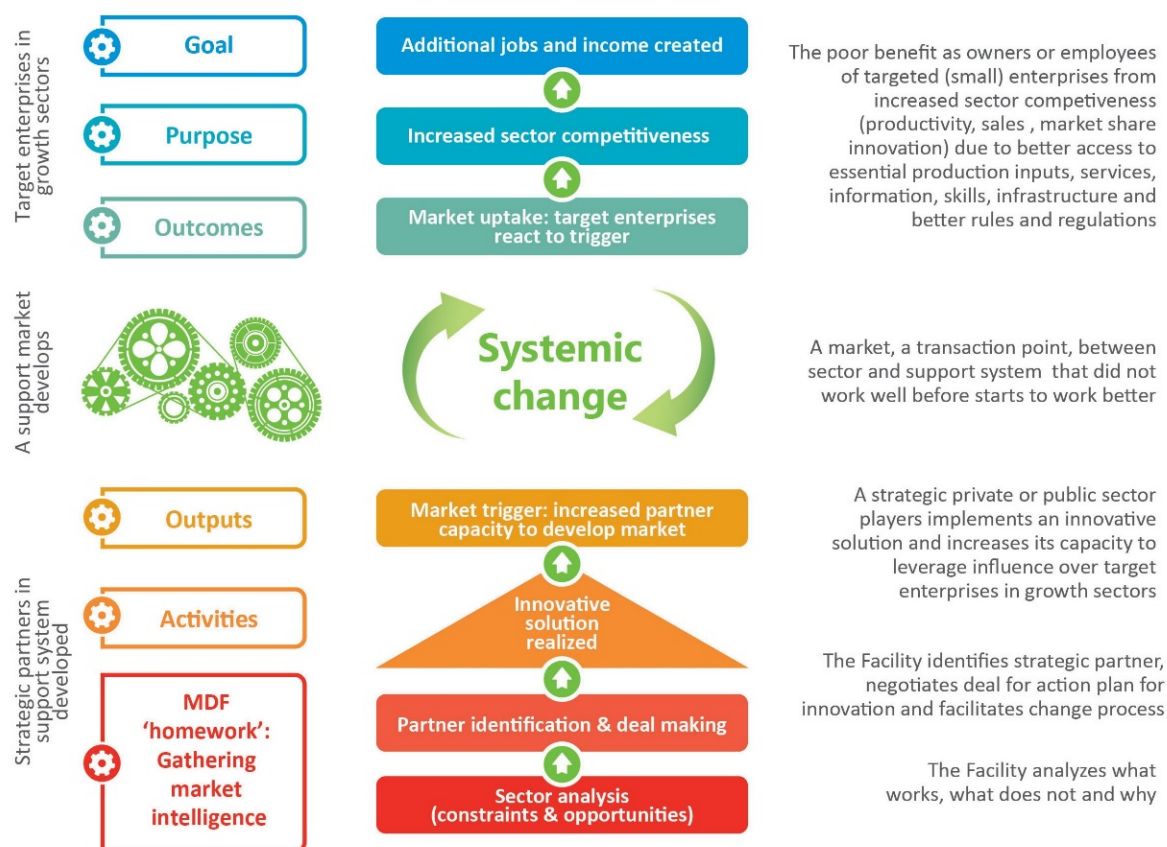 Target enterprises in
growth sectors
Goal
Additional jobs and income created
Purpose
Increased sector competitiveness
Outcomes
Market uptake: target enterprises
react to trigger
The poor benefit as owners or employees
of targeted (small) enterprises from
increased sector competiveness
(productivity, sales , market share
innovation) due to better access to
essential production inputs, services,
information, skills, infrastructure and
better rules and regulations
A support market
develops
Systemic
change
A market, a transaction point, between
sector and support system that did not
work well before starts to work better
Strategic partners in
support system
developed
Outputs
Market trigger: increased partner
capacity to develop market
A strategic private or public sector
players implements an innovative
solution and increases its capacity to
leverage influence over target
enterprises in growth sectors
Activities
Innovative
solution
realized
MDF
‘homework’:
Gathering
market
intelligence
Partner identification & deal making
The Facility identifies strategic partner,
negotiates deal for action plan for
innovation and facilitates change process
Sector analysis
(constraints & opportunities)
The Facility analyzes what
works, what does not and why